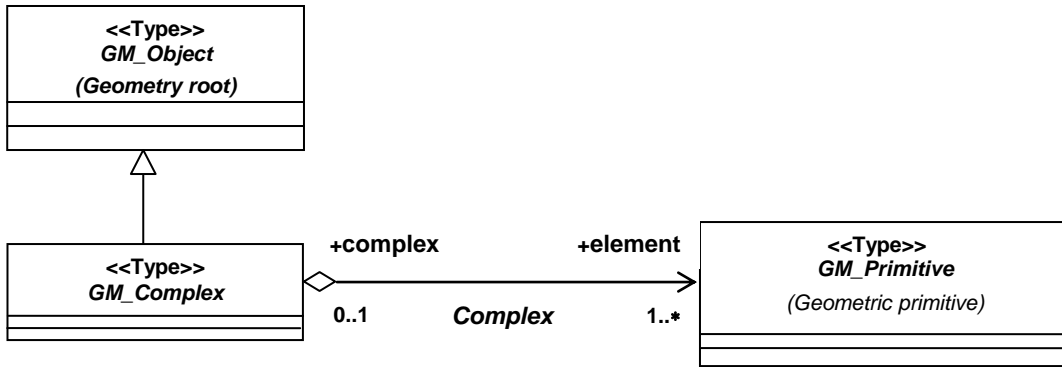 <<Type>>
GM_Object
(Geometry root)
+complex
+element
<<Type>>
GM_Primitive
(Geometric primitive)
<<Type>>
GM_Complex
0..1
Complex
1..*